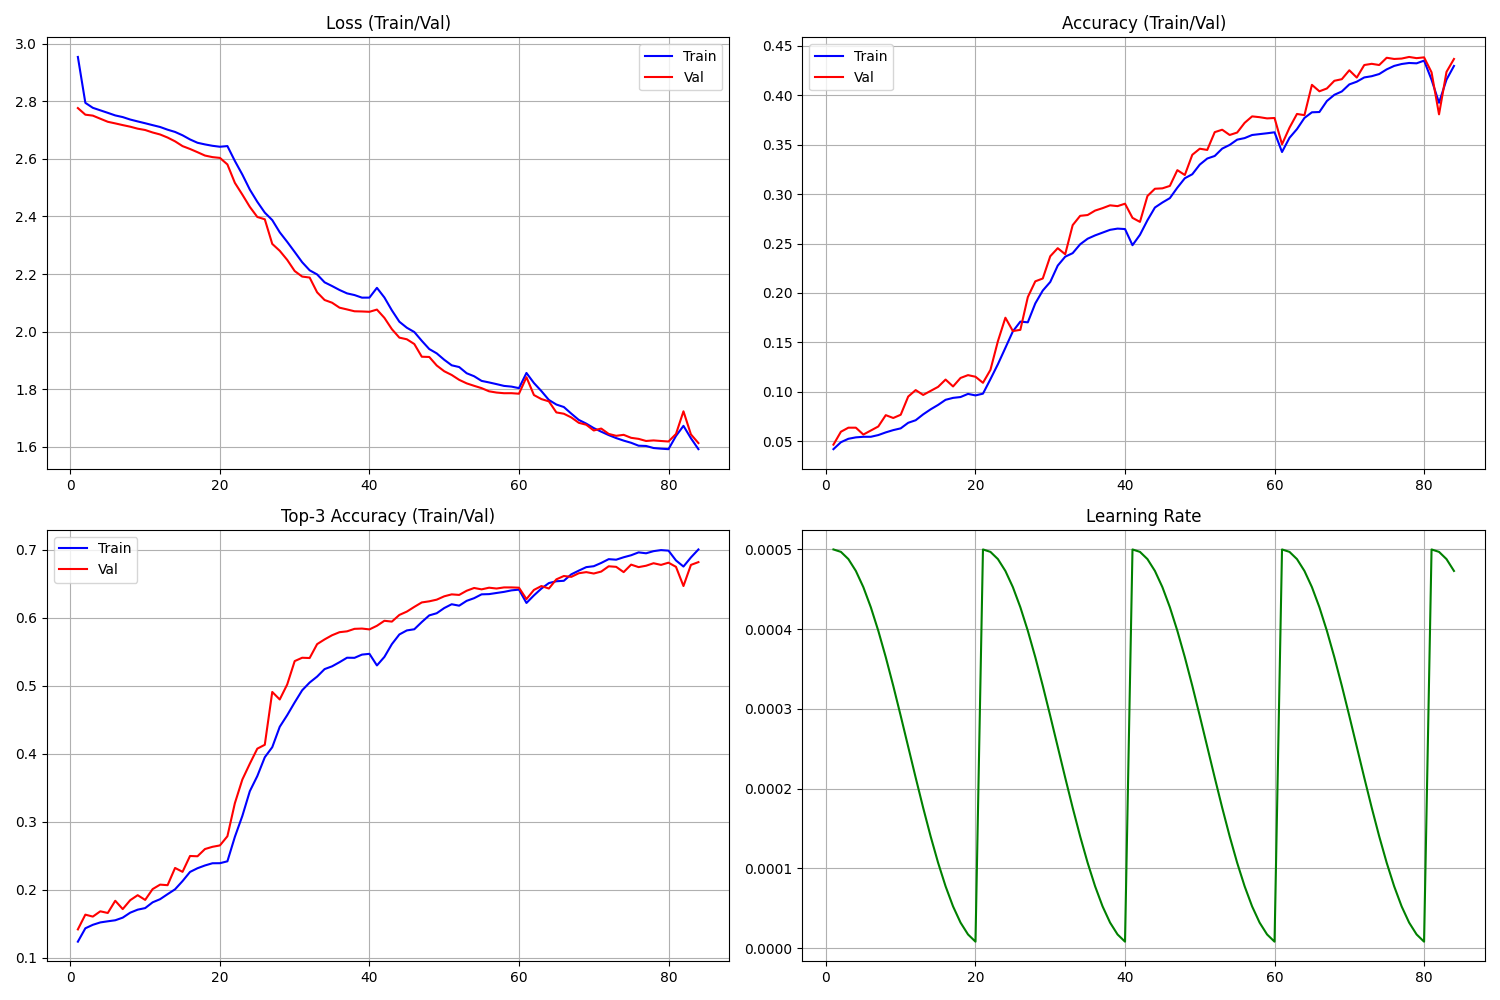 Loss (Train/Val)
3.0
2.8
2.6
2.4
2.2
2.0
1.8
1.6
0 20 40 60 80
Train
Val
Accuracy (Train/Val)
0.45
0.40
0.35
0.30
0.25
0.20
0.15
0.10
0.05
0 20 40 60 80
Train
Val
Top-3 Accuracy (Train/Val)
0.7
0.6
0.5
0.4
0.3
0.2
0.1
0 20 40 60 80
Train
Val
Learning Rate
0.0005
0.0004
0.0003
0.0002
0.0001
0.0000
0 20 40 60 80